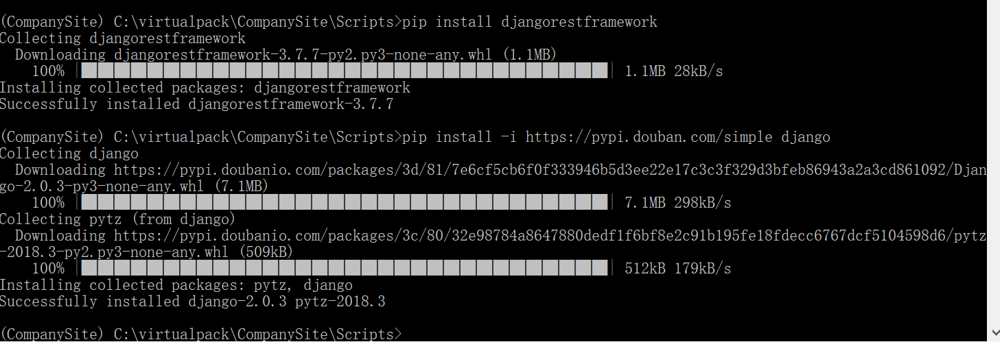 (CompanySite) C:\virtualpack\CompanySite\Scripts>pip install djangorestframework
Collecting djangorestframework
  Downloading djangorestframework-3.7.7-py2.py3-none-any.whl (1.1MB)
    100% |████████████████████████████████| 1.1MB 28kB/s
Installing collected packages: djangorestframework
Successfully installed djangorestframework-3.7.7
(CompanySite) C:\virtualpack\CompanySite\Scripts>pip install -i https://pypi.douban.com/simple django
Collecting django
  Downloading https://pypi.doubanio.com/packages/3d/81/7e6cf5cb6f0f333946b5d3ee22e17c3c3f329d3bfeb86943a2a3cd861092/Djan
go-2.0.3-py3-none-any.whl (7.1MB)
    100% |████████████████████████████████| 7.1MB 298kB/s
Collecting pytz (from django)
  Downloading https://pypi.doubanio.com/packages/3c/80/32e98784a8647880dedf1f6bf8e2c91b195fe18fdecc6767dcf5104598d6/pytz
-2018.3-py2.py3-none-any.whl (509kB)
    100% |████████████████████████████████| 512kB 179kB/s
Installing collected packages: pytz, django
Successfully installed django-2.0.3 pytz-2018.3
(CompanySite) C:\virtualpack\CompanySite\Scripts>